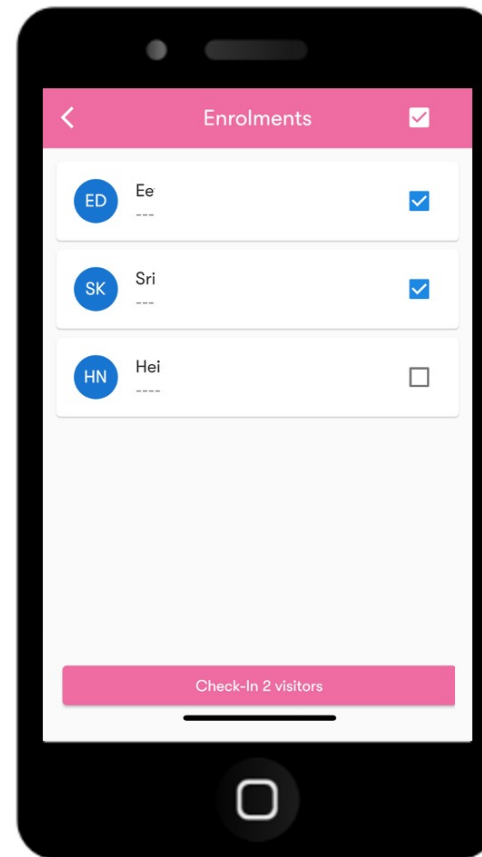 Enrolments
ED
Ee
---
SK
Sri
---
HN
Hei
----
Check-In 2 visitors